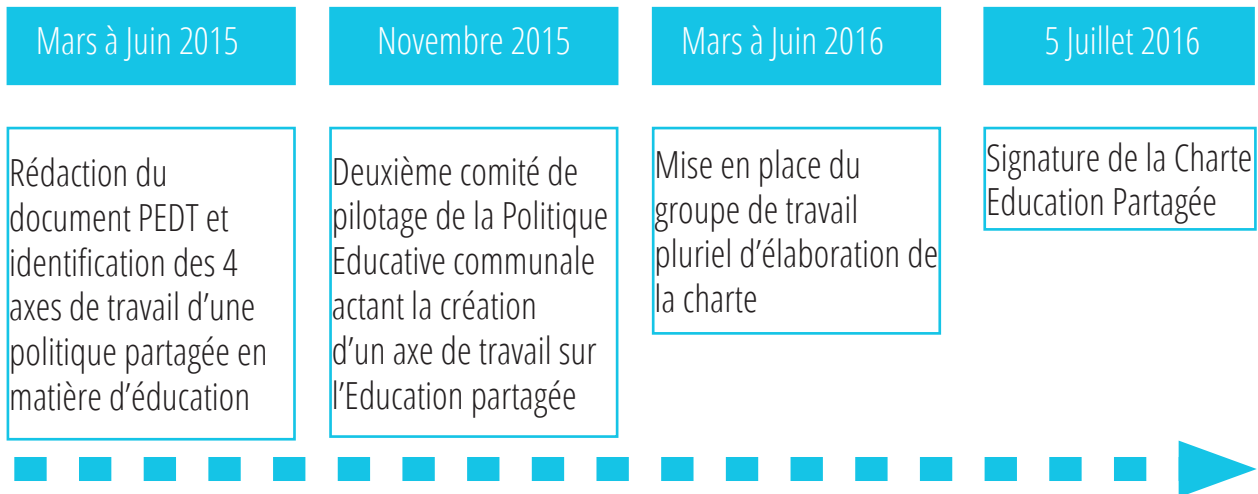 Mars à Juin 2015
Rédaction du
document PEDT et
identification des 4
axes de travail d'une
politique partagée en
matière d'éducation
Novembre 2015
Deuxième comité de
pilotage de la Politique
Educative communale
actant la création
d'un axe de travail sur
l'Education partagée
Mars à Juin 2016
Mise en place du
groupe de travail
pluriel d'élaboration de
la charte
5 Juillet 2016
Signature de la Charte
Education Partagée